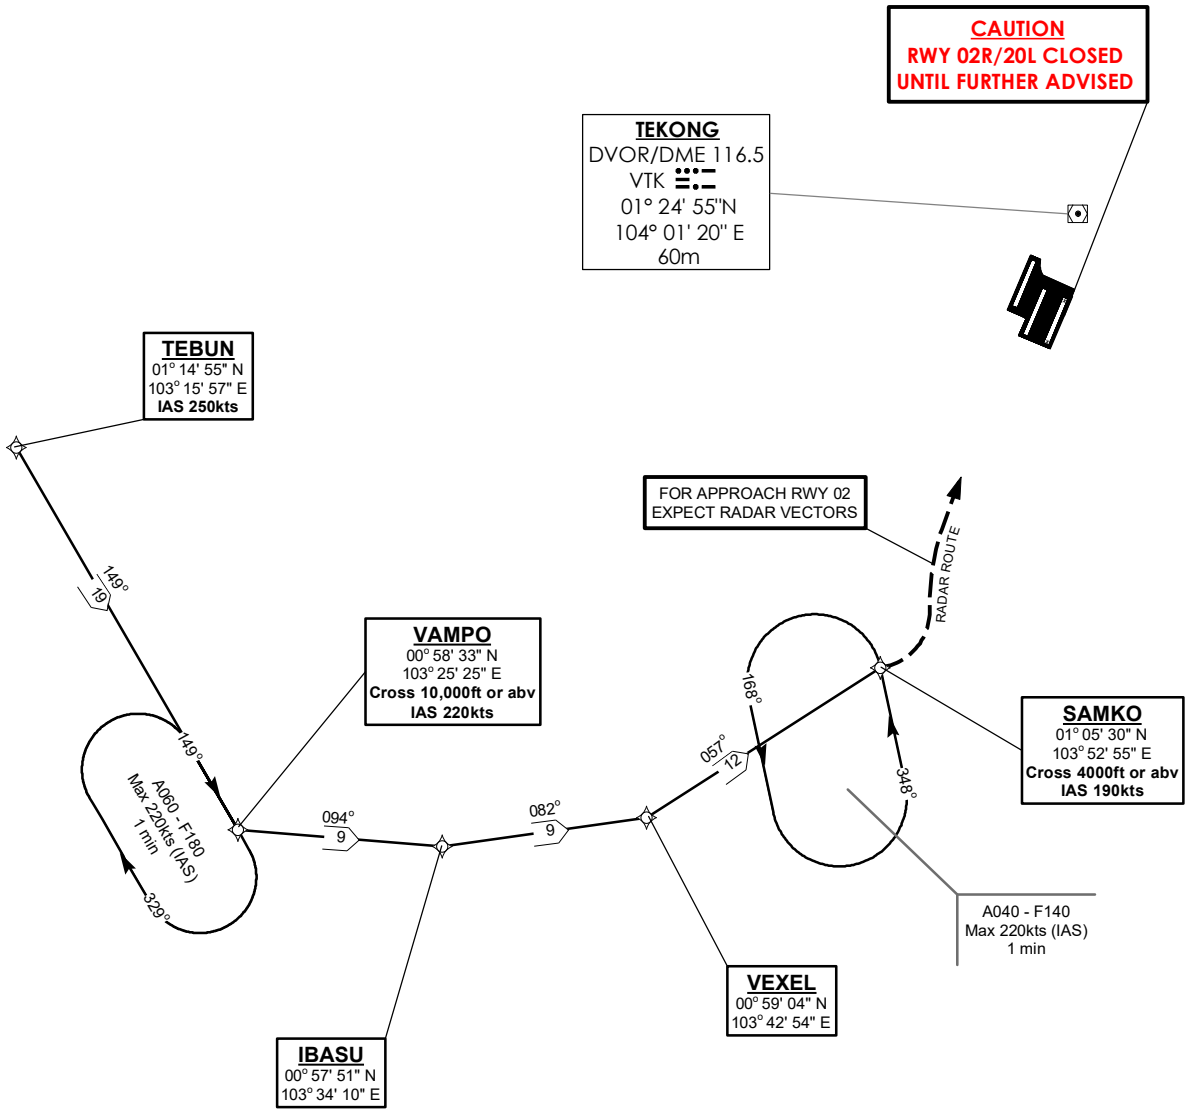 CAUTION
RWY 02R/20L CLOSED
UNTIL FURTHER ADVISED
TEKONG
DVOR/DME 116.5
VTK
01° 24' 55"N
104° 01' 20" E
60m
TEBUN
01° 14' 55" N
103° 15' 57" E
IAS 250kts
FOR APPROACH RWY 02
EXPECT RADAR VECTORS
RADAR ROUTE
149°
19
VAMPO
00° 58' 33" N
103° 25' 25" E
Cross 10,000ft or abv
IAS 220kts
168°
SAMKO
01° 05' 30" N
103° 52' 55" E
Cross 4000ft or abv
IAS 190kts
149°
A060 - F180
Max 220kts (IAS)
1 min
329°
094°
9
082°
9
057°
12
348°
A040 - F140
Max 220kts (IAS)
1 min
VEXEL
00° 59' 04" N
103° 42' 54" E
IBASU
00° 57' 51" N
103° 34' 10" E